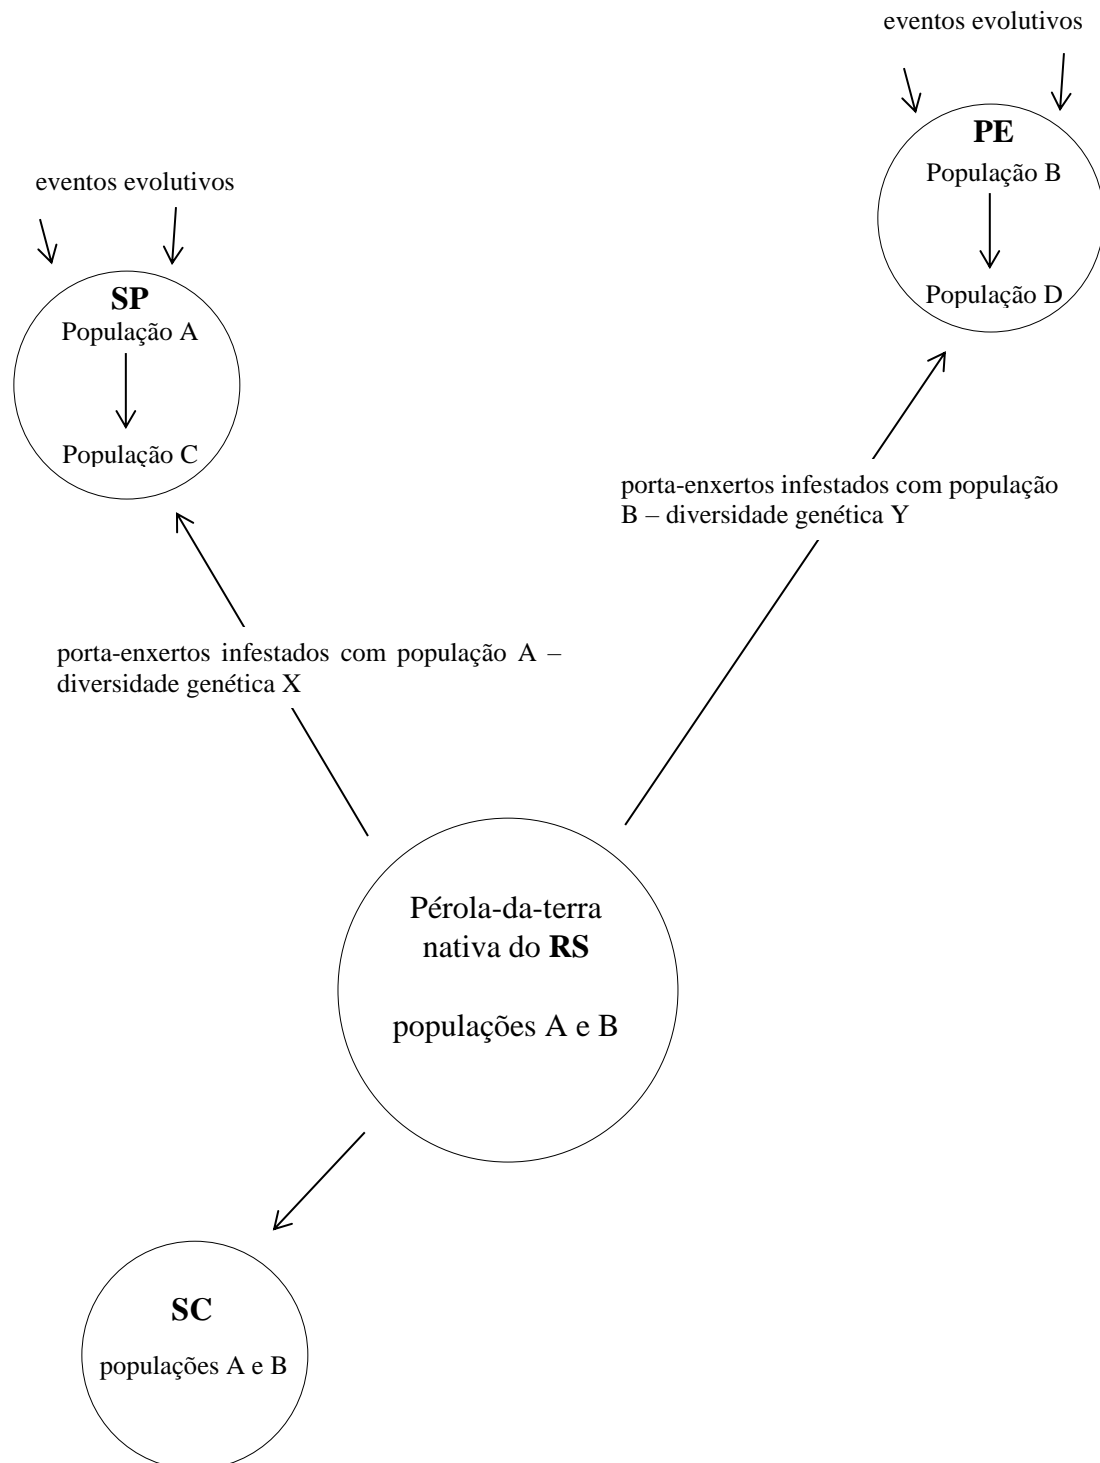 eventos evolutivos
PE
População B
População D
eventos evolutivos
SP
População A
População C
porta-enxertos infestados com população
B – diversidade genética Y
porta-enxertos infestados com população A –
diversidade genética X
Pérola-da-terra
nativa do RS
populações A e B
SC
populações A e B